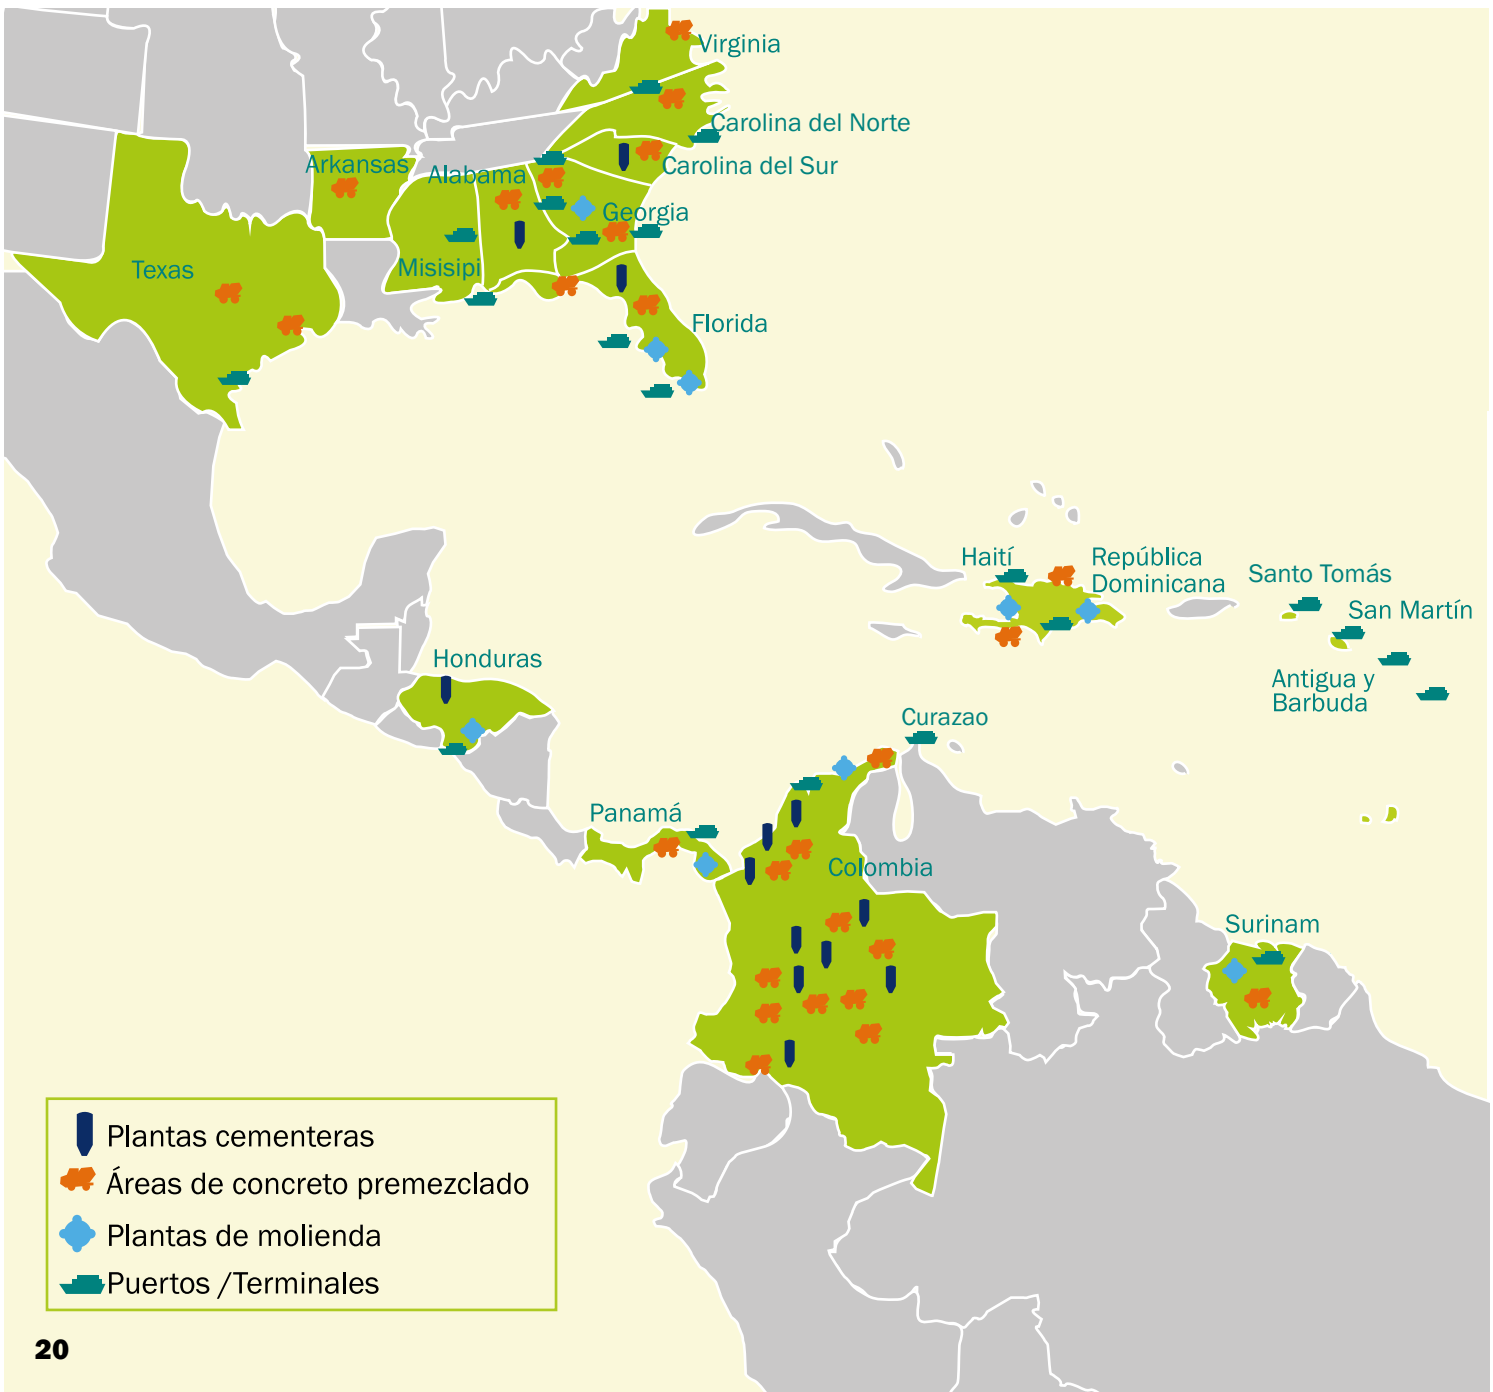 Virginia
Carolina del Norte
Carolina del Sur
Arkansas
Alabama
Georgia
Misisipi
Texas
Florida
Haití
República
Dominicana
Santo Tomás
San Martín
Antigua y
Barbuda
Honduras
Curazao
Panamá
Colombia
Surinam
Plantas cementeras
Áreas de concreto premezclado
Plantas de molienda
Puertos /Terminales
20